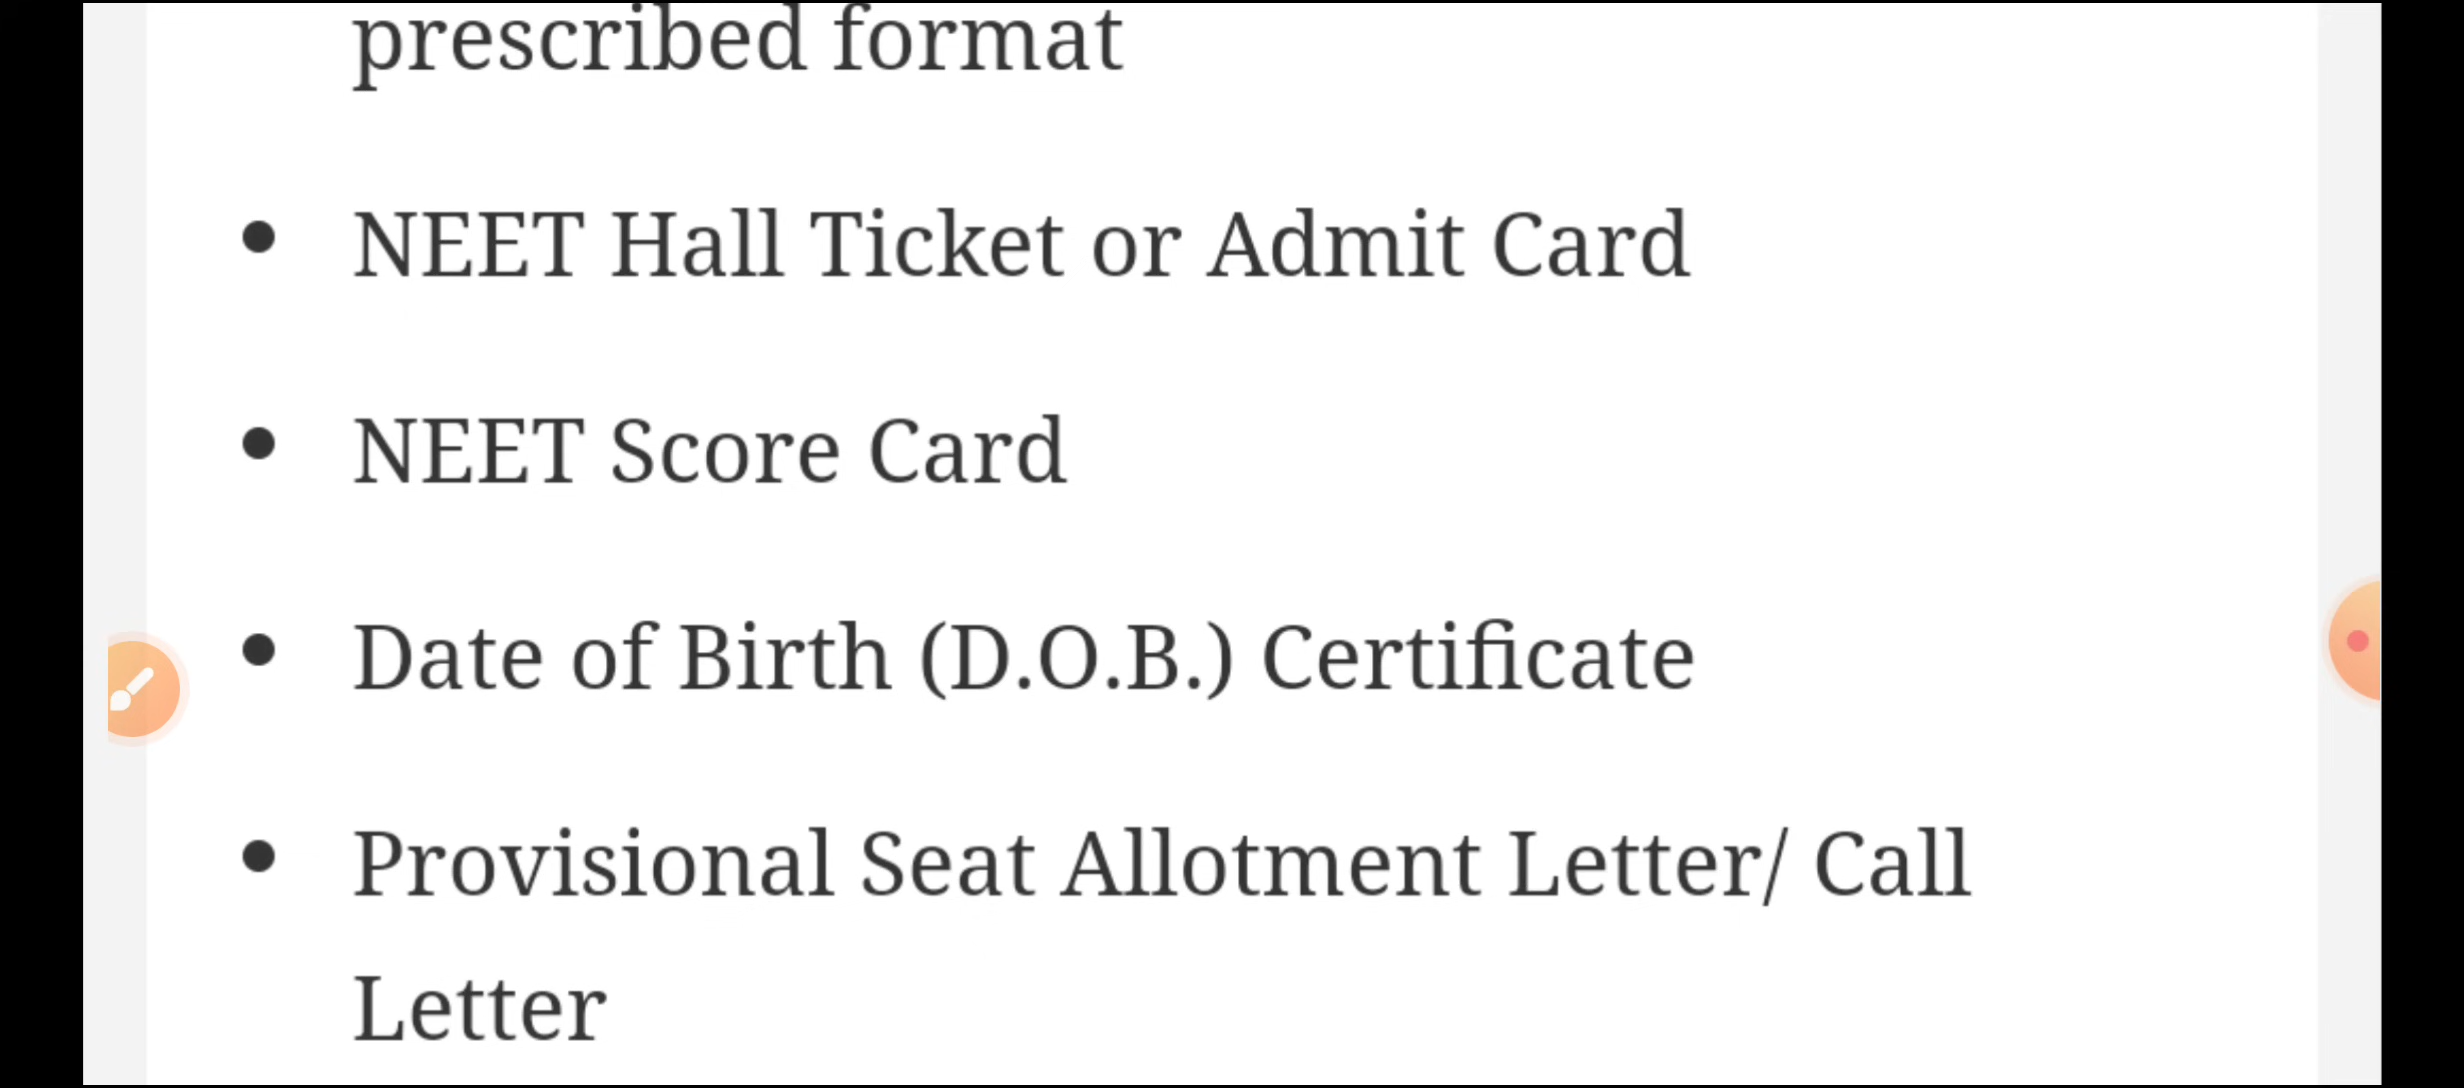 prescribed format
• NEET Hall Ticket or Admit Card
• NEET Score Card
• Date of Birth (D.O.B.) Certificate
• Provisional Seat Allotment Letter/ Call
Letter